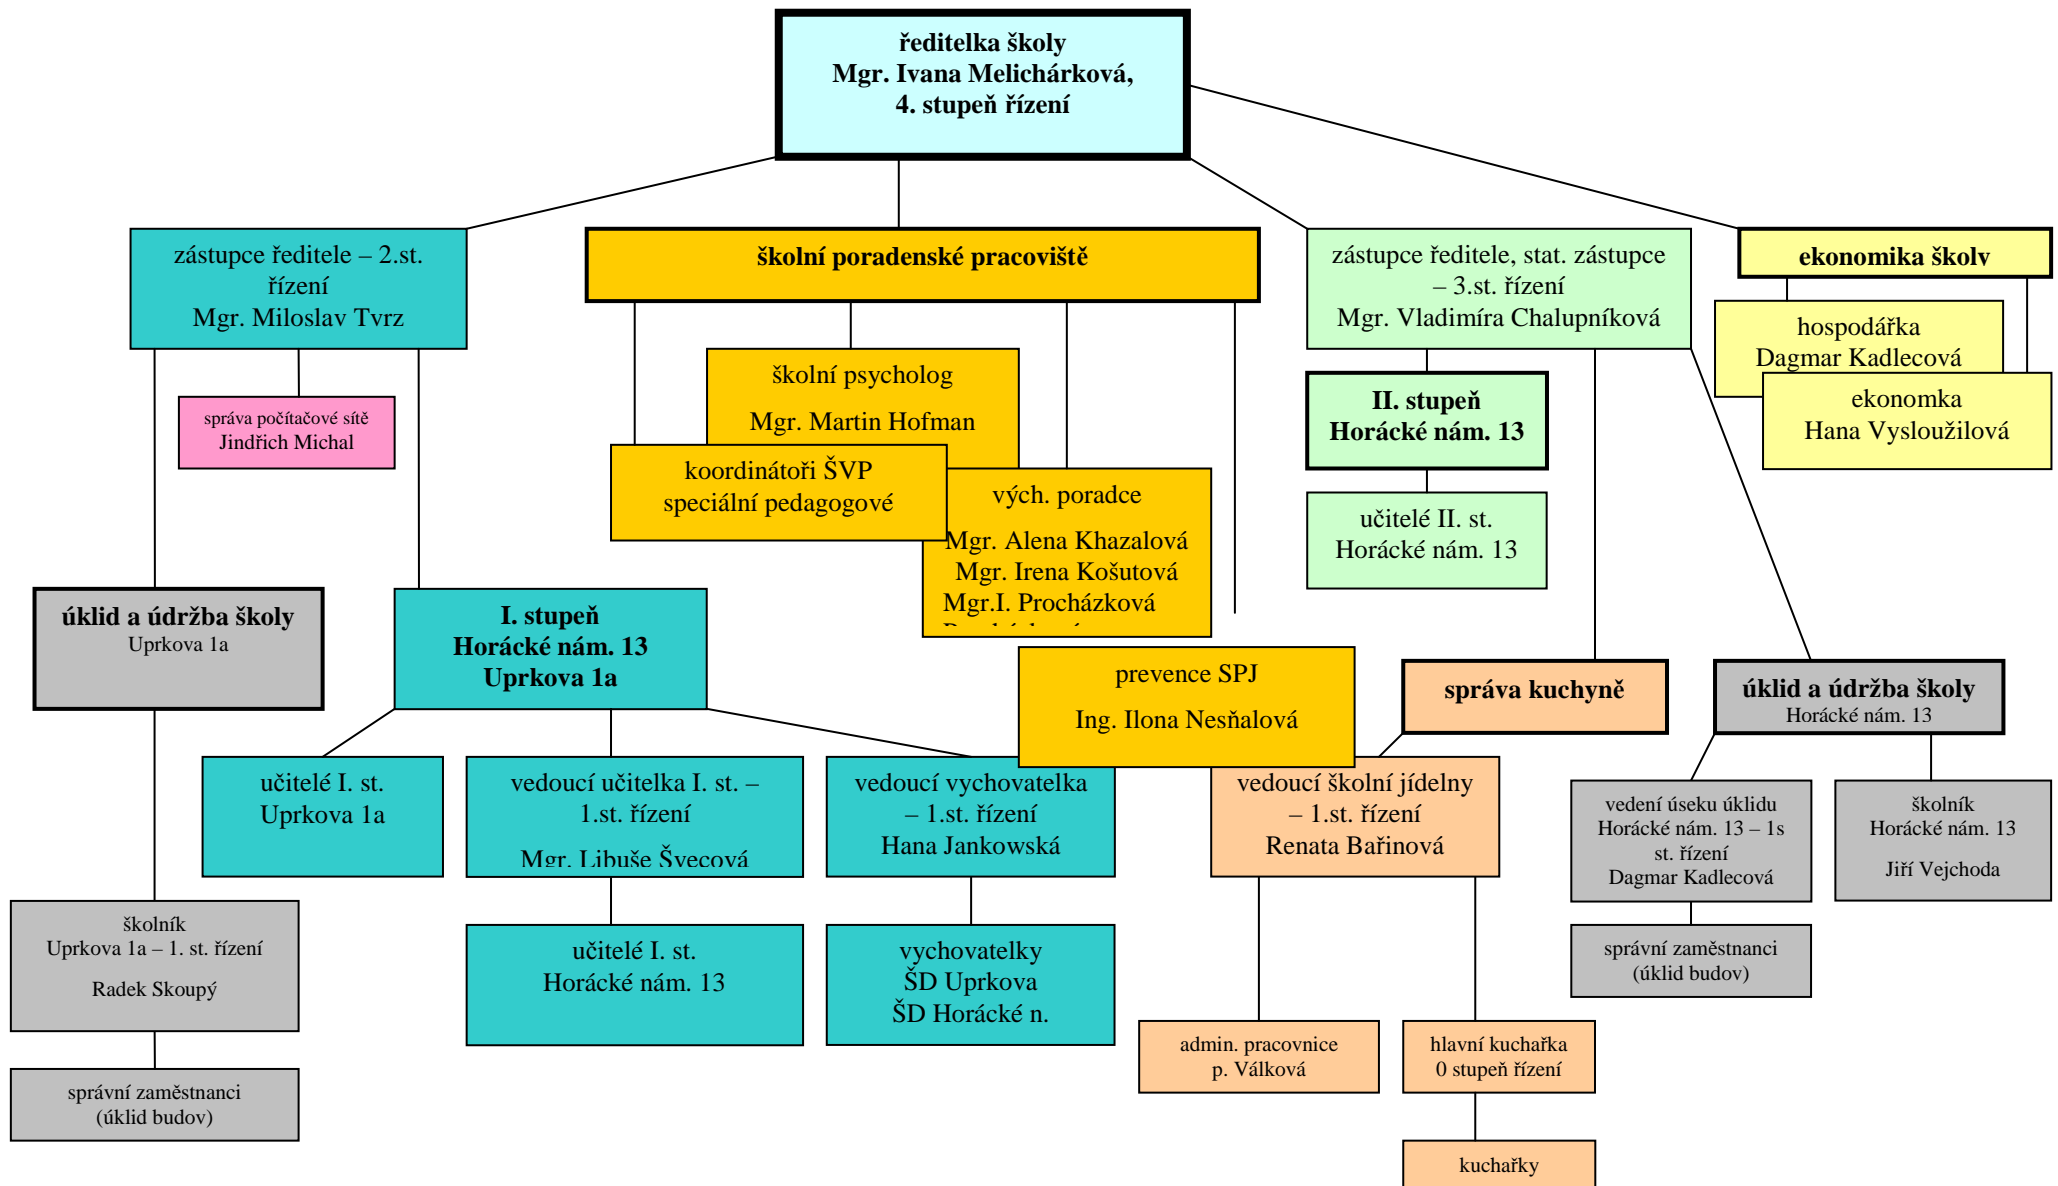 ředitelka školy
Mgr. Ivana Melichárková,
4. stupeň řízení
zástupce ředitele – 2.st.
řízení
Mgr. Miloslav Tvrz
školní poradenské pracoviště
zástupce ředitele, stat. zástupce
– 3.st. řízení
Mgr. Vladimíra Chalupníková
ekonomika školy
hospodářka
Dagmar Kadlecová
ekonomka
Hana Vysloužilová
správa počítačové sítě
Jindřich Michal
školní psycholog
Mgr. Martin Hofman
koordinátoři ŠVP
speciální pedagogové
vých. poradce
Mgr. Alena Khazalová
Mgr. Irena Košutová
Mgr.I. Procházková
II. stupeň
Horácké nám. 13
učitelé II. st.
Horácké nám. 13
úklid a údržba školy
Uprkova 1a
I. stupeň
Horácké nám. 13
Uprkova 1a
prevence SPJ
Ing. Ilona Nesňalová
správa kuchyně
úklid a údržba školy
Horácké nám. 13
učitelé I. st.
Uprkova 1a
vedoucí učitelka I. st. –
1.st. řízení
Mgr. Libuše Švecová
vedoucí vychovatelka
– 1.st. řízení
Hana Jankowská
vedoucí školní jídelny
– 1.st. řízení
Renata Bařinová
vedení úseku úklidu
Horácké nám. 13 – 1s
st. řízení
Dagmar Kadlecová
školník
Horácké nám. 13
Jiří Vejchoda
školník
Uprkova 1a – 1. st. řízení
Radek Skoupý
učitelé I. st.
Horácké nám. 13
vychovatelky
ŠD Uprkova
ŠD Horácké n.
správní zaměstnanci
(úklid budov)
admin. pracovnice
p. Válková
hlavní kuchařka
0 stupeň řízení
správní zaměstnanci
(úklid budov)
kuchařky